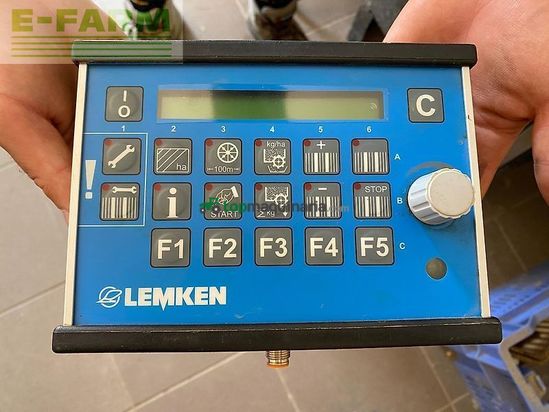 E-FARM
I
O
C
1 2 3 4 5 6
ha
←100m→
kg/ha
+
A
!
i
START
Σkg
−
STOP
B
F1 F2 F3 F4 F5
C
LEMKEN